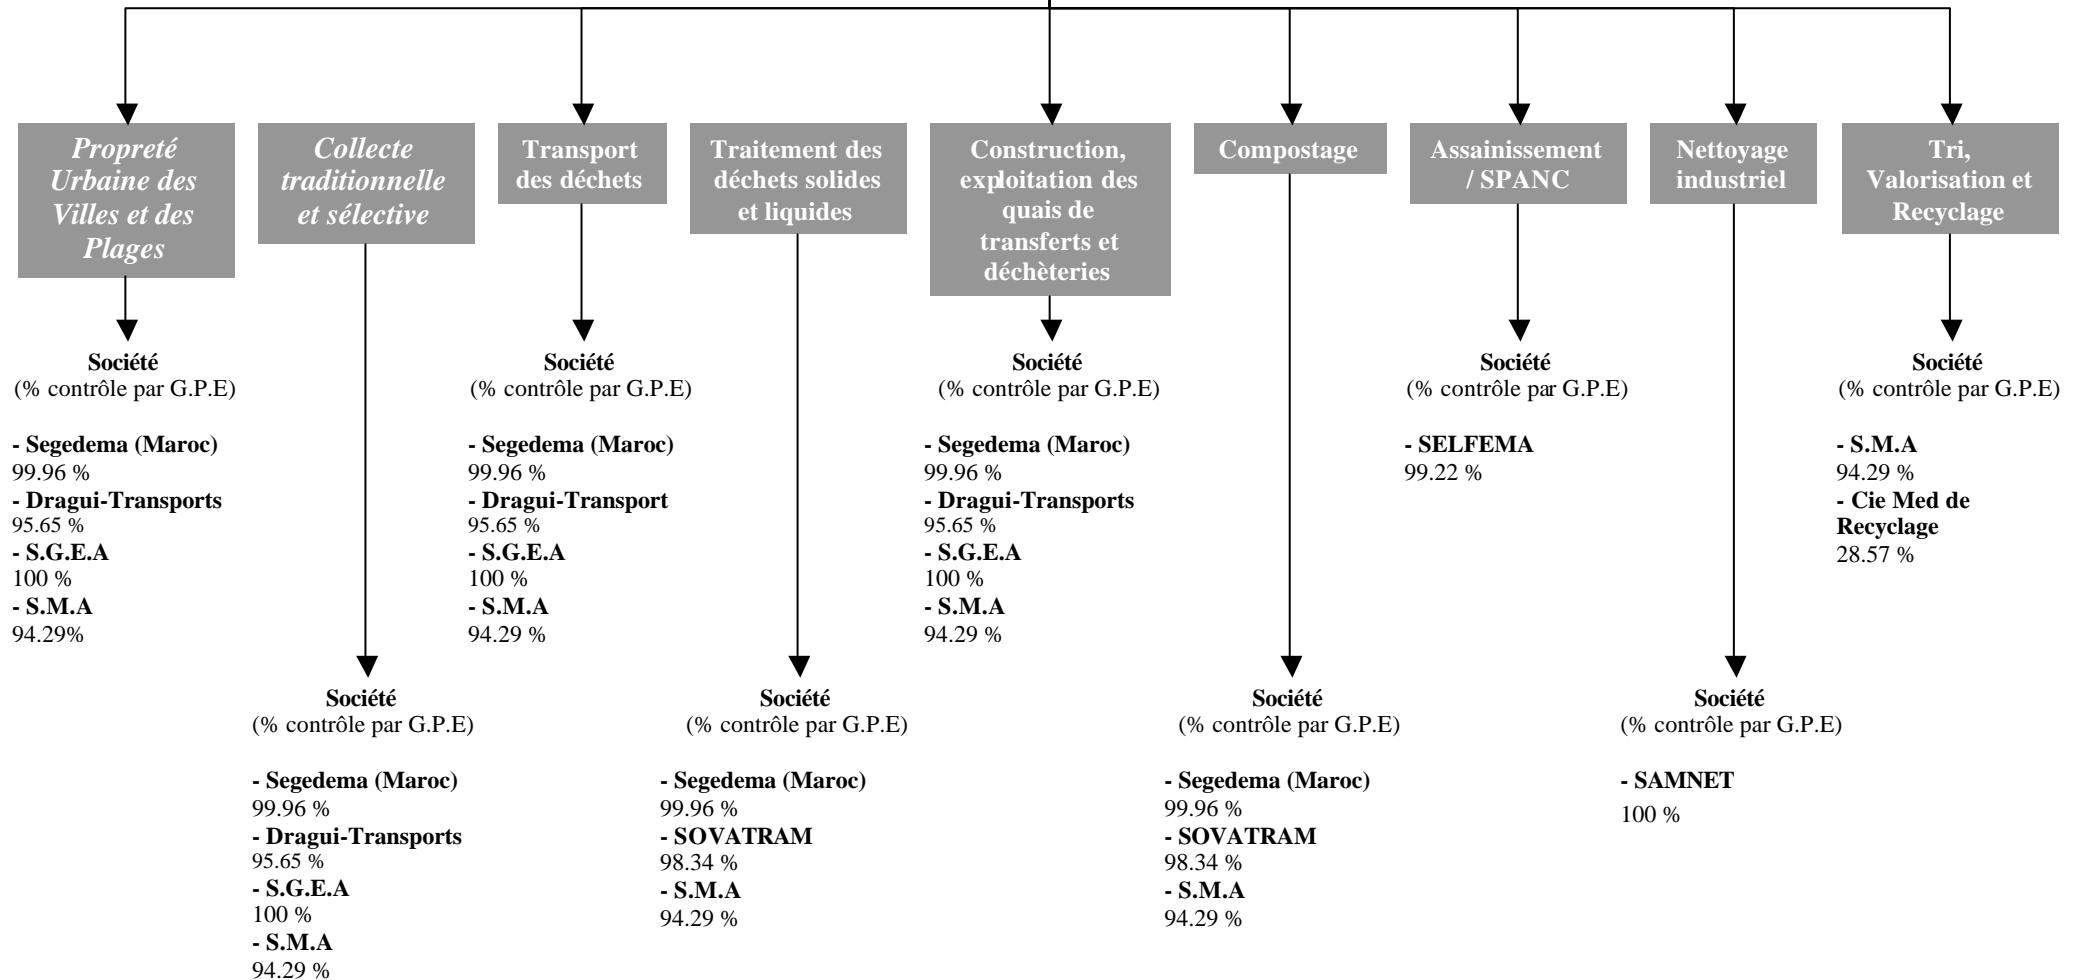 Propreté
Urbaine des
Villes et des
Plages
Collecte
traditionnelle
et sélective
Transport
des déchets
Traitement des
déchets solides
et liquides
Construction,
exploitation des
quais de
transferts et
déchèteries
Compostage
Assainissement
/ SPANC
Nettoyage
industriel
Tri,
Valorisation et
Recyclage
Société
(% contrôle par G.P.E)
- Segedema (Maroc)
99.96 %
- Dragui-Transports
95.65 %
- S.G.E.A
100 %
- S.M.A
94.29%
Société
(% contrôle par G.P.E)
- Segedema (Maroc)
99.96 %
- Dragui-Transport
95.65 %
- S.G.E.A
100 %
- S.M.A
94.29 %
Société
(% contrôle par G.P.E)
- Segedema (Maroc)
99.96 %
- Dragui-Transports
95.65 %
- S.G.E.A
100 %
- S.M.A
94.29 %
Société
(% contrôle par G.P.E)
- SELFEMA
99.22 %
Société
(% contrôle par G.P.E)
- S.M.A
94.29 %
- Cie Med de
Recyclage
28.57 %
Société
(% contrôle par G.P.E)
- Segedema (Maroc)
99.96 %
- Dragui-Transports
95.65 %
- S.G.E.A
100 %
- S.M.A
94.29 %
Société
(% contrôle par G.P.E)
- Segedema (Maroc)
99.96 %
- SOVATRAM
98.34 %
- S.M.A
94.29 %
Société
(% contrôle par G.P.E)
- Segedema (Maroc)
99.96 %
- SOVATRAM
98.34 %
- S.M.A
94.29 %
Société
(% contrôle par G.P.E)
- SAMNET
100 %